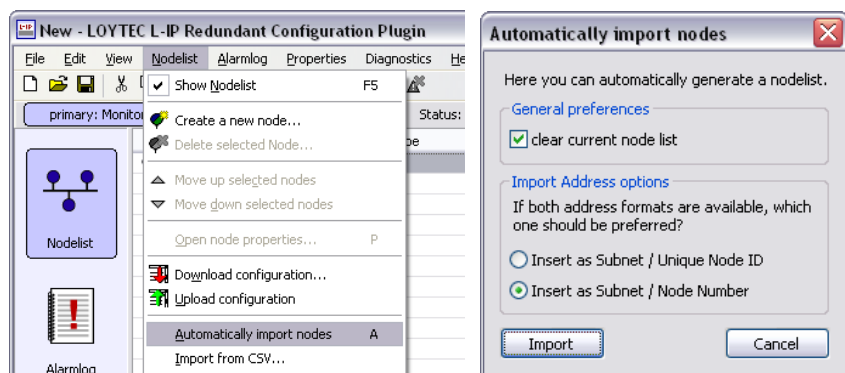 New - LOYTEC L-IP Redundant Configuration Plugin
File Edit View Nodelist Alarmlog Properties Diagnostics
Show Nodelist F5
primary: Status:
Create a new node...
Delete selected Node...
Move up selected nodes
Move down selected nodes
Nodelist
Open node properties... P
Download configuration...
Upload configuration
Automatically import nodes A
Import from CSV...
Alarmlog
Automatically import nodes
Here you can automatically generate a nodelist.
General preferences
clear current node list
Import Address options
If both address formats are available, which
one should be preferred?
Insert as Subnet / Unique Node ID
Insert as Subnet / Node Number
Import Cancel